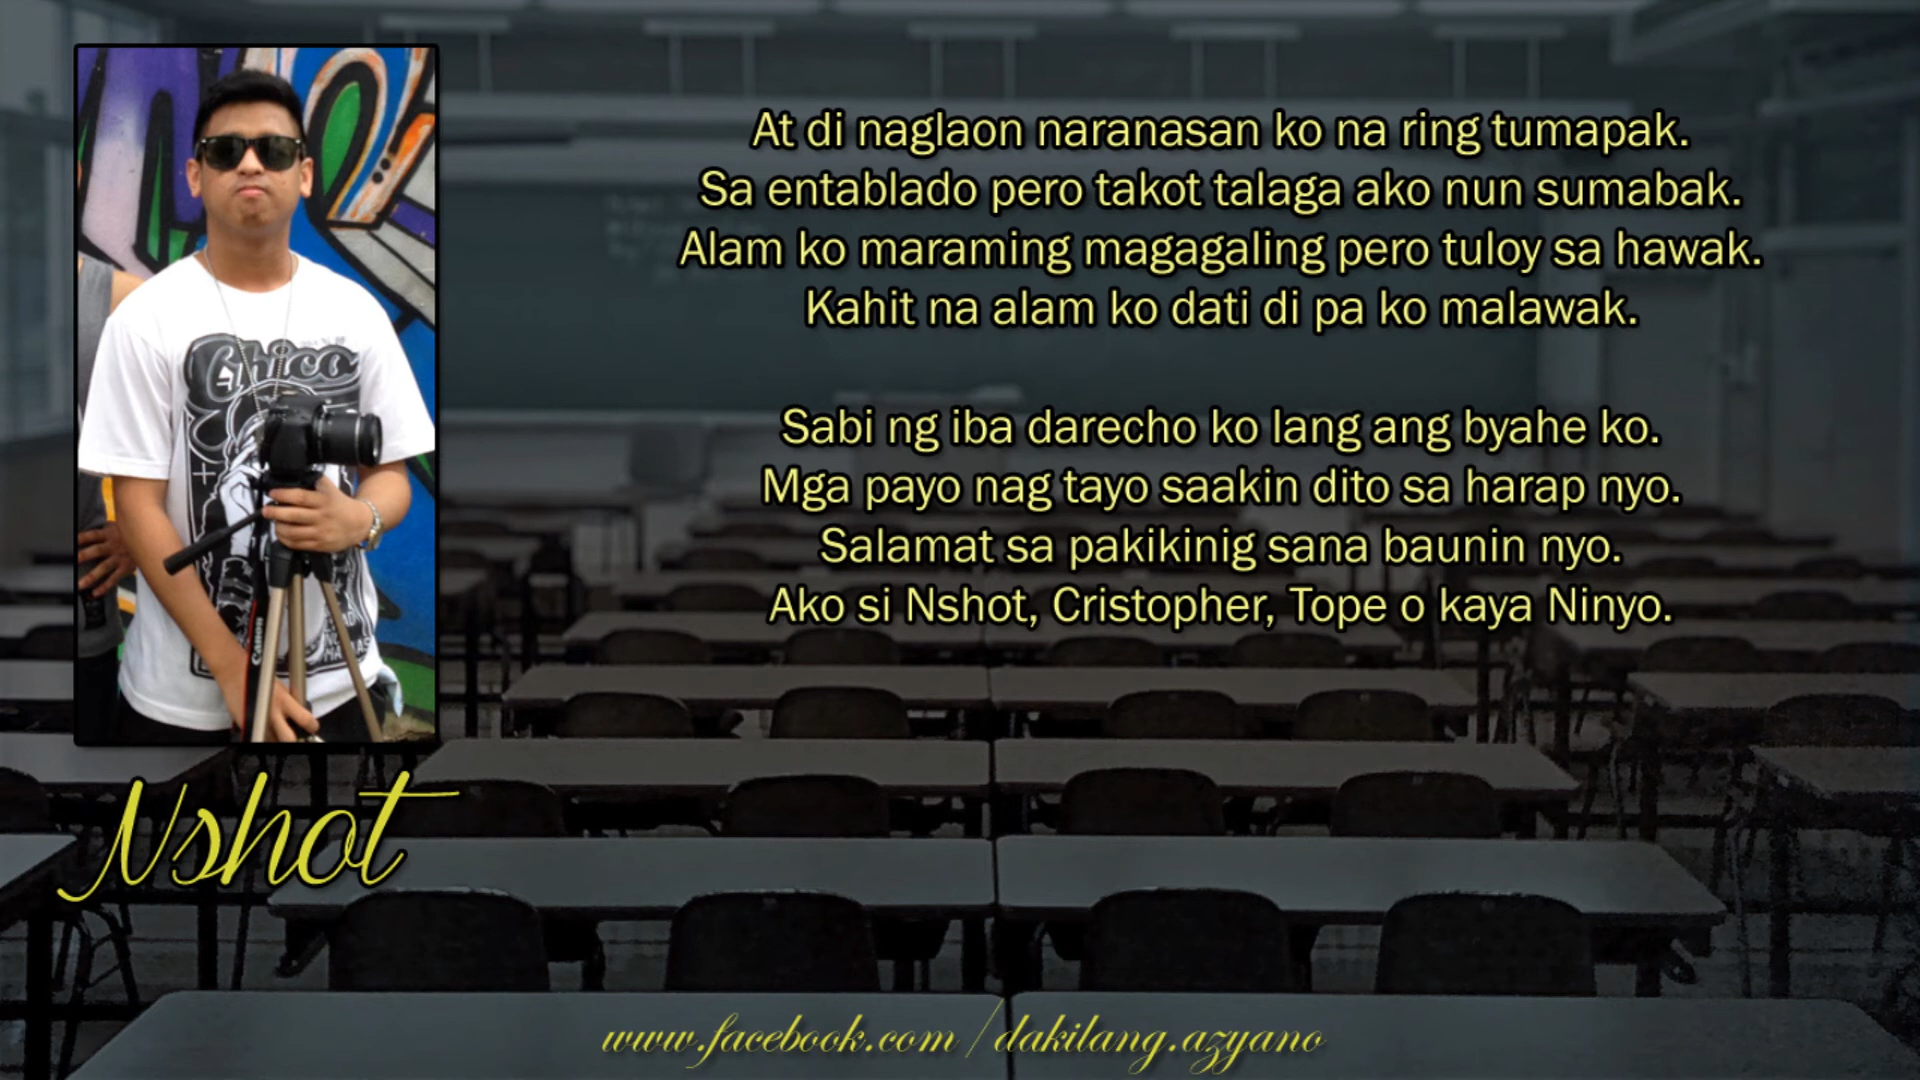 At di naglaon naranasan ko na ring tumapak.
Sa entablado pero takot talaga ako nun sumabak.
Alam ko maraming magagaling pero tuloy sa hawak.
Kahit na alam ko dati di pa ko malawak.
Sabi ng iba darecho ko lang ang byahe ko.
Mga payo nag tayo saakin dito sa harap nyo.
Salamat sa pakikinig sana baunin nyo.
Ako si Nshot, Cristopher, Tope o kaya Ninyo.
Chico
Canon
Nshot
www.facebook.com/dakilang.azyano